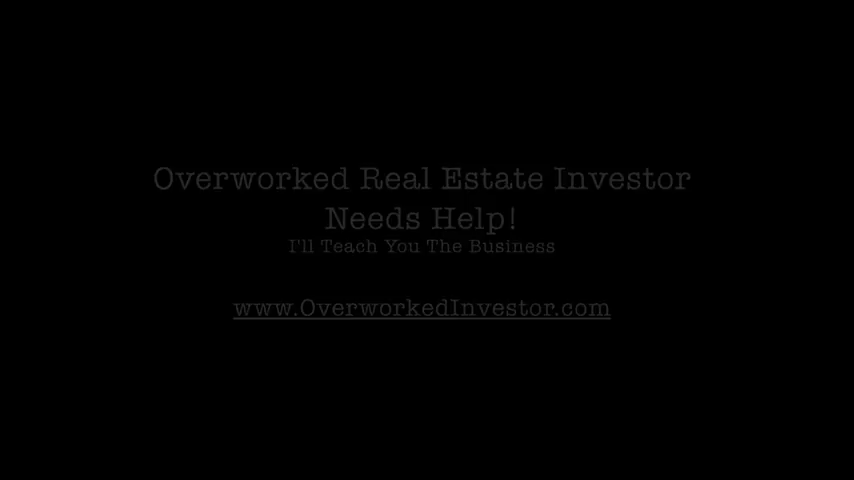 Overworked Real Estate Investor
Needs Help!
I'll Teach You The Business
www.OverworkedInvestor.com